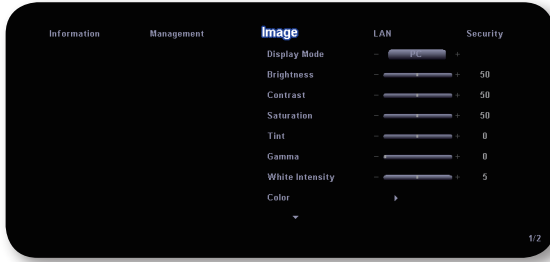 Information Management Image LAN Security
Display Mode - PC +
Brightness - + 50
Contrast - + 50
Saturation - + 50
Tint - + 0
Gamma - + 0
White Intensity - + 5
Color
1/2